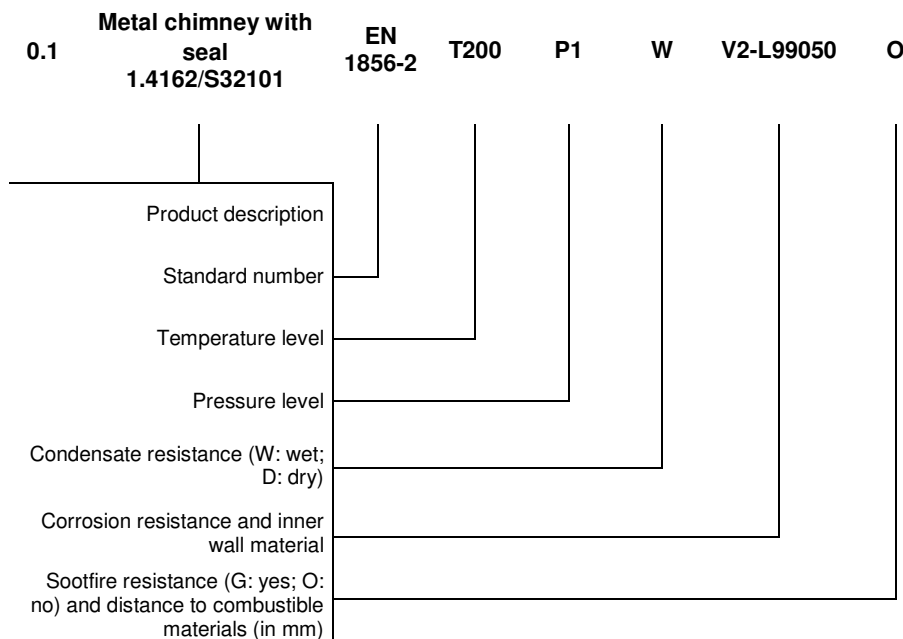 0.1
Metal chimney with
seal
1.4162/S32101
EN
1856-2
T200
P1
W
V2-L99050
O
Product description
Standard number
Temperature level
Pressure level
Condensate resistance (W: wet;
D: dry)
Corrosion resistance and inner
wall material
Sootfire resistance (G: yes; O:
no) and distance to combustible
materials (in mm)